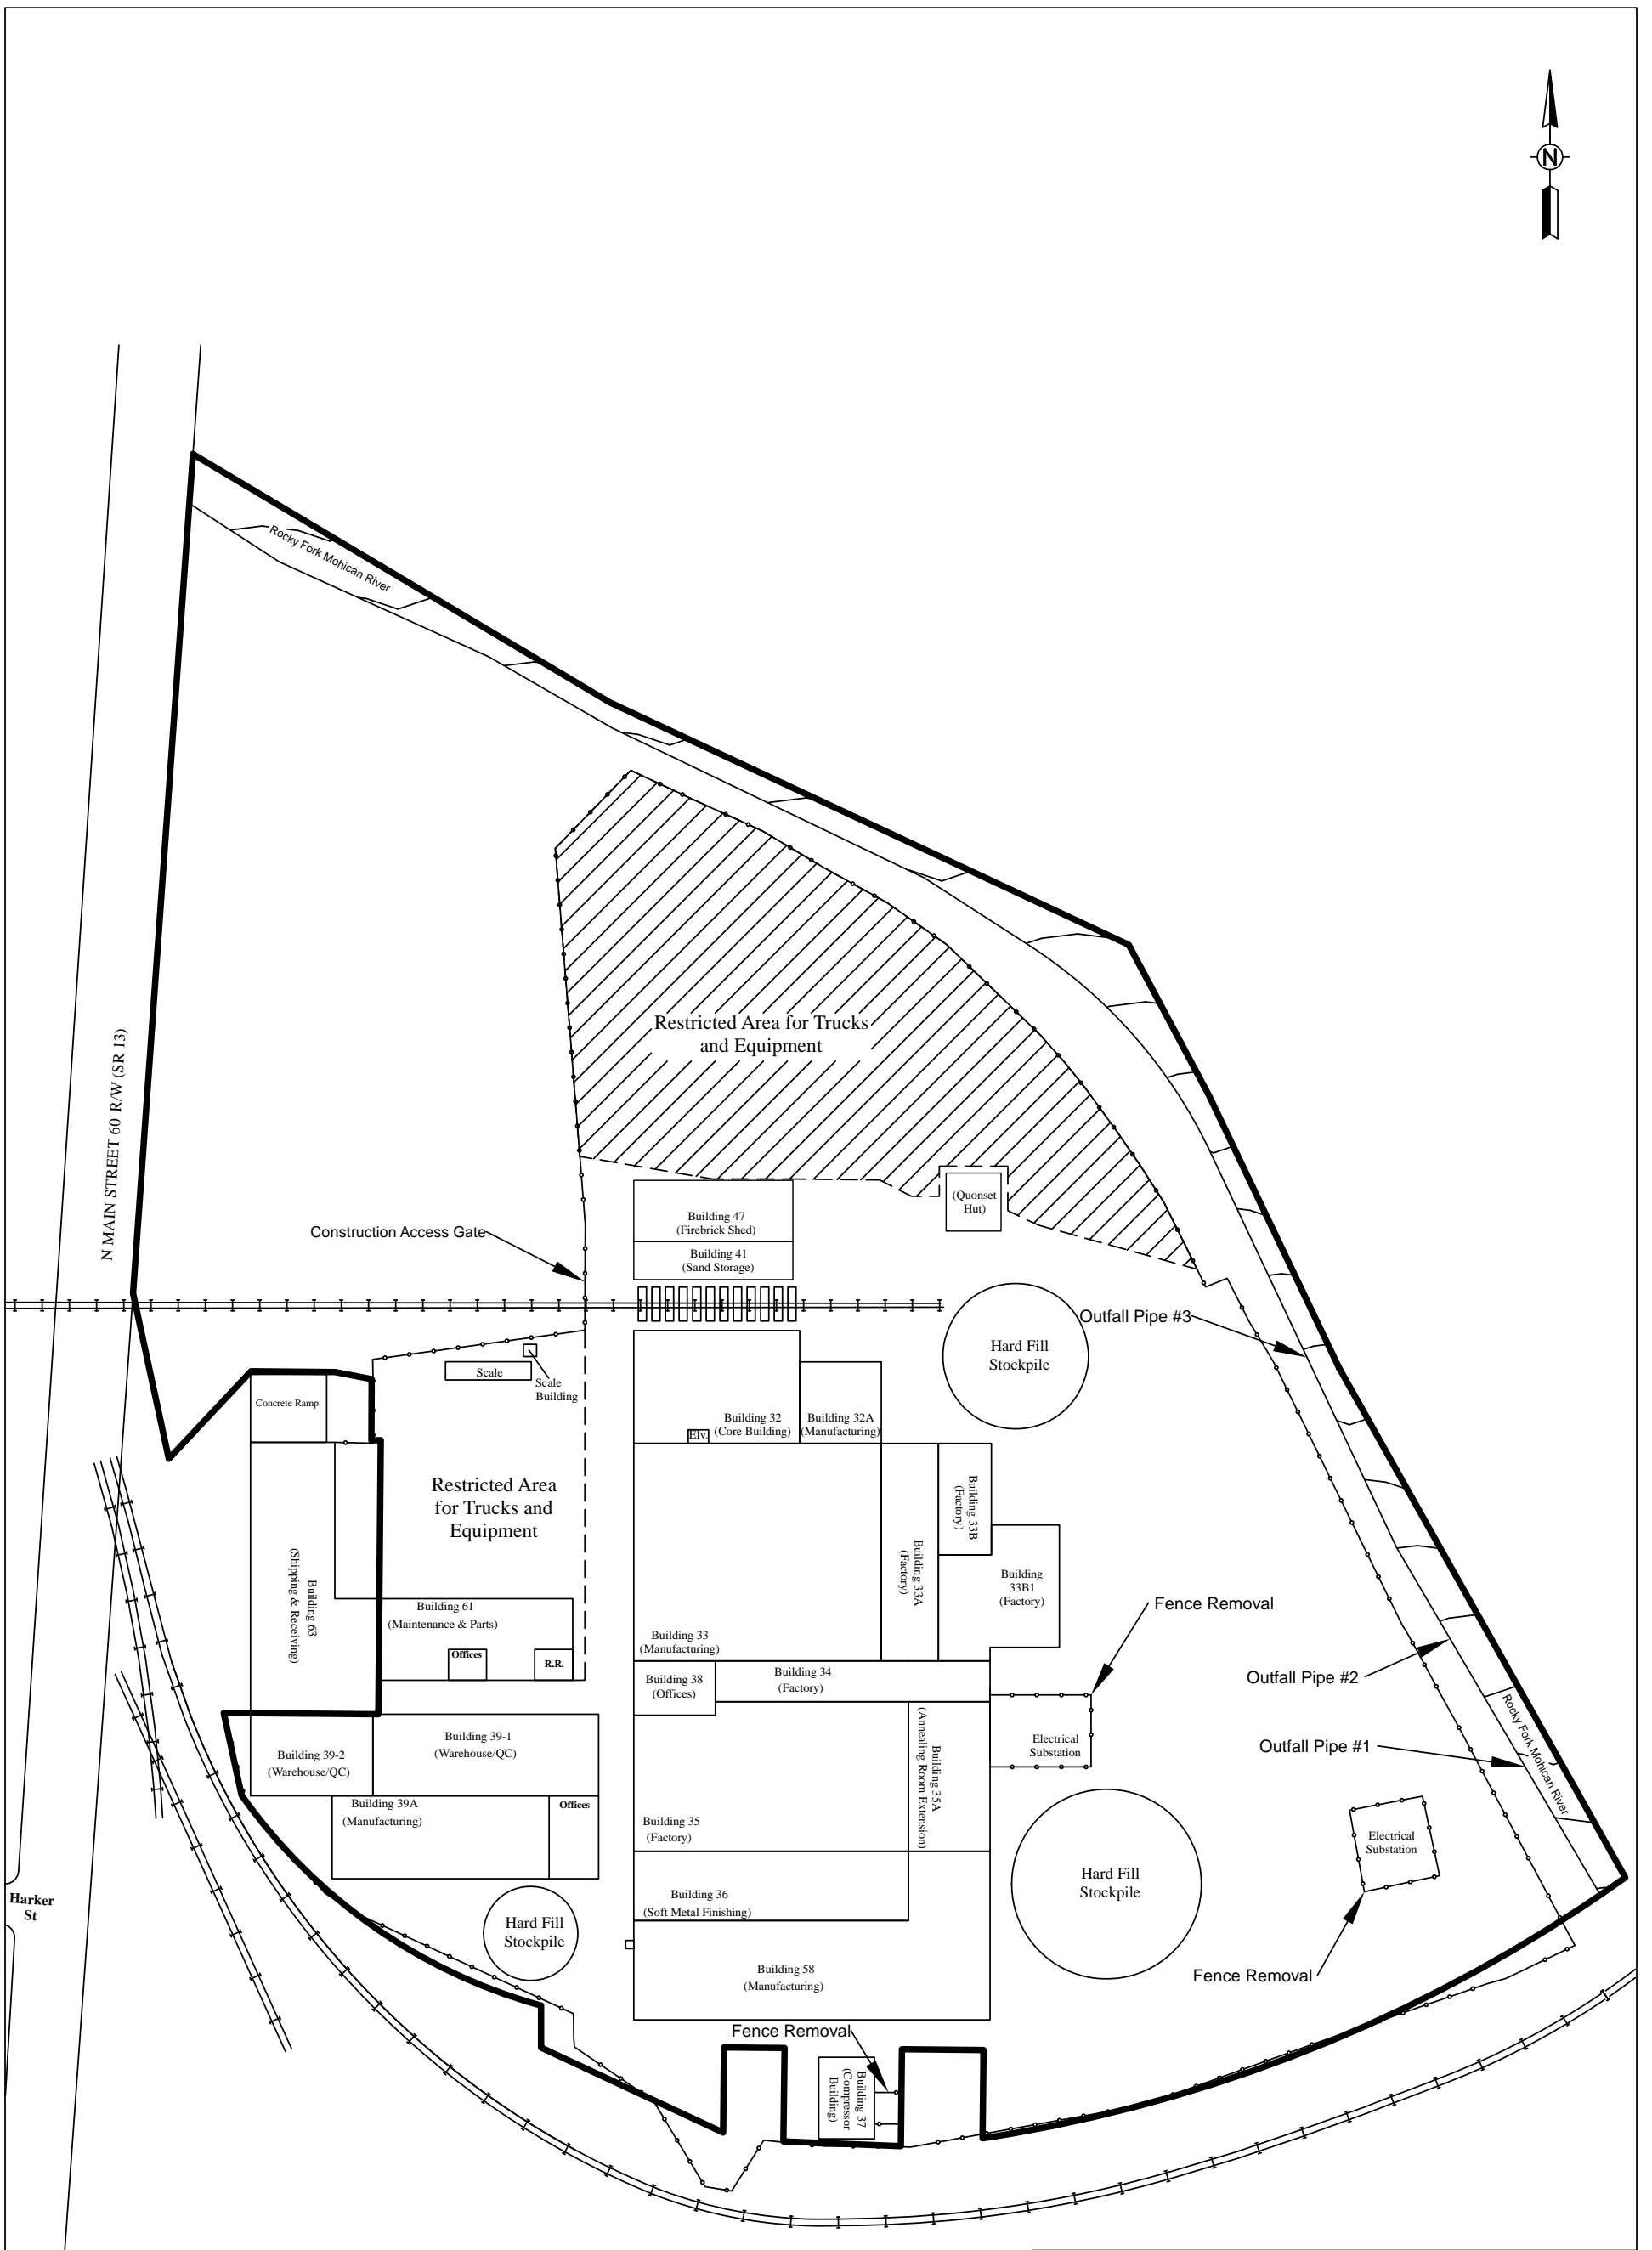 N
Rocky Fork Mohican River
Restricted Area for Trucks
and Equipment
N MAIN STREET 60' R/W (SR 13)
(Quonset
Hut)
Building 47
(Firebrick Shed)
Construction Access Gate
Building 41
(Sand Storage)
Outfall Pipe #3
Hard Fill
Stockpile
Scale
Scale
Building
Concrete Ramp
Building 32
(Core Building)
Elv.
Building 32A
(Manufacturing)
Restricted Area
for Trucks and
Equipment
Building 33B
(Factory)
Building 33A
(Factory)
Building
33B1
(Factory)
Building 63
(Shipping & Receiving)
Building 61
(Maintenance & Parts)
Offices
R.R.
Building 33
(Manufacturing)
Fence Removal
Building 38
(Offices)
Building 34
(Factory)
Outfall Pipe #2
Rocky Fork Mohican River
Building 39-1
(Warehouse/QC)
Building 39-2
(Warehouse/QC)
Building 35A
(Annealing Room Extension)
Electrical
Substation
Outfall Pipe #1
Building 39A
(Manufacturing)
Offices
Building 35
(Factory)
Electrical
Substation
Harker
St
Hard Fill
Stockpile
Building 36
(Soft Metal Finishing)
Hard Fill
Stockpile
Building 58
(Manufacturing)
Fence Removal
Fence Removal
Building 37
(Compressor
Building)